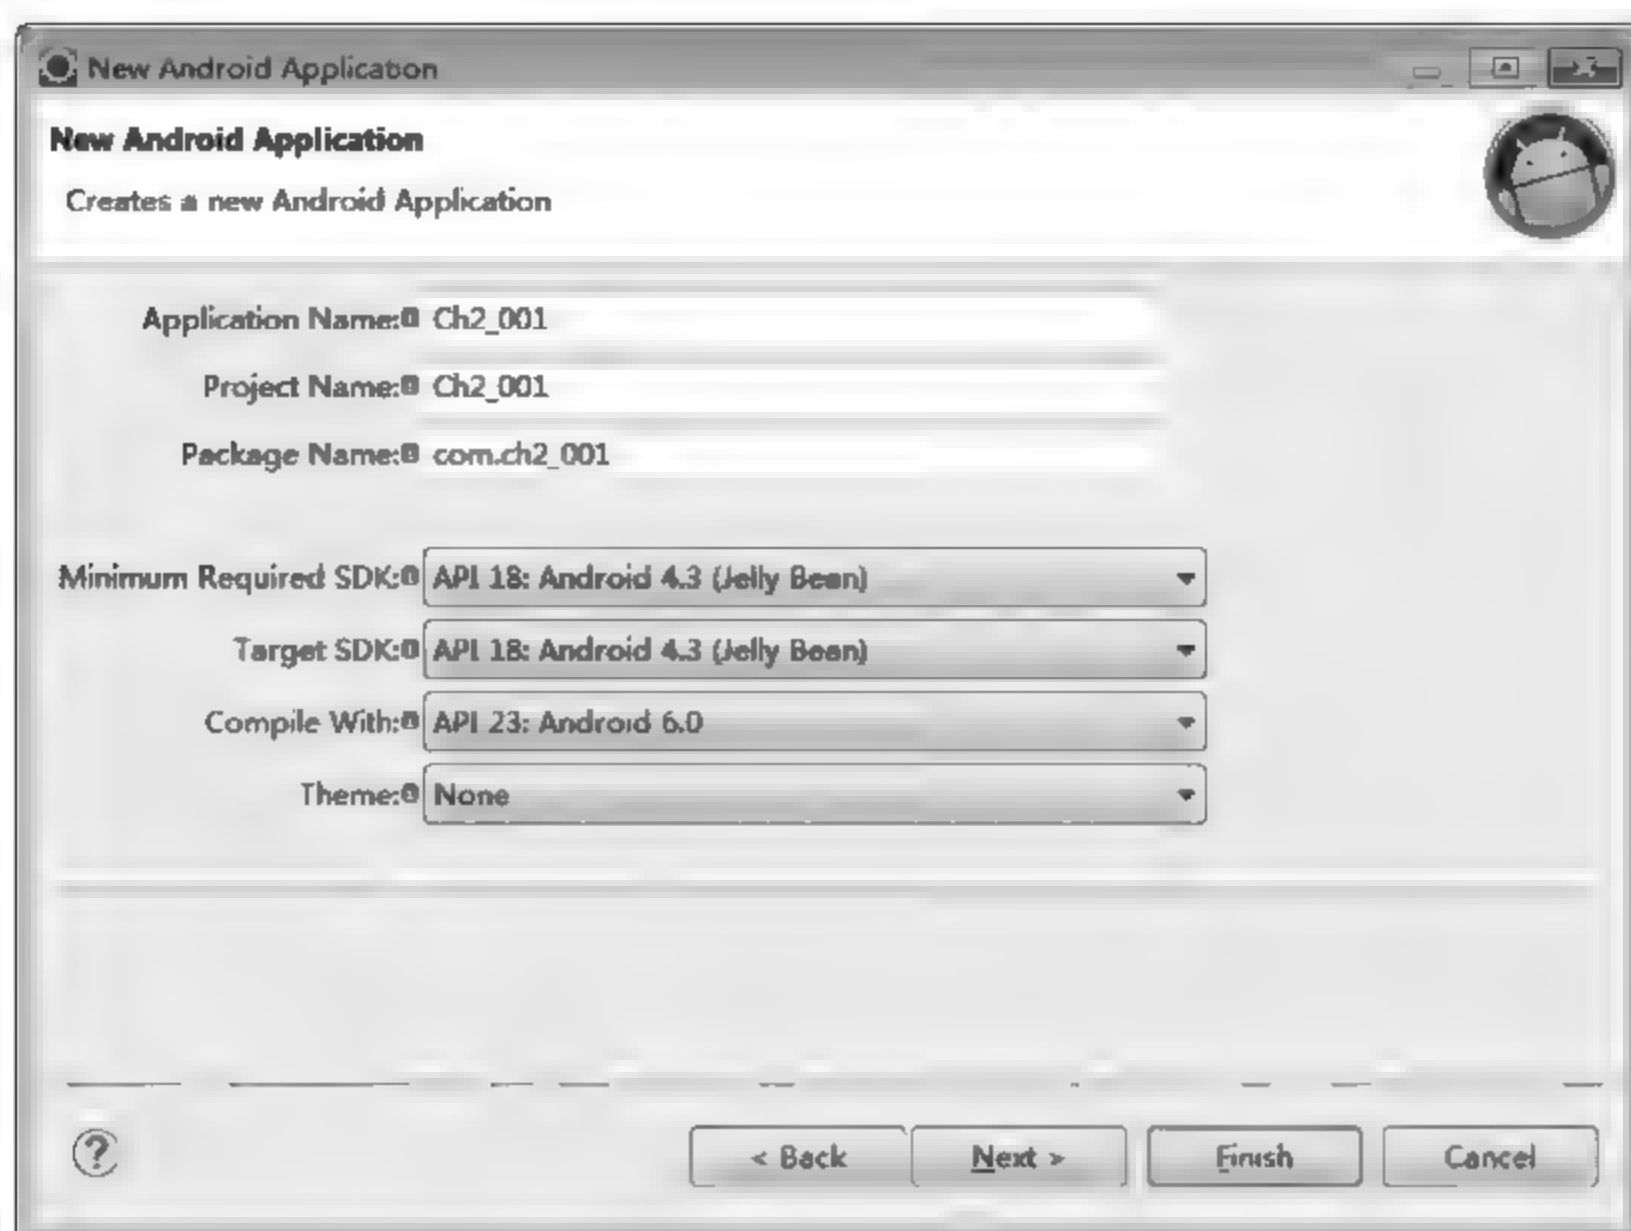 New Android Application
New Android Application
Creates a new Android Application
Application Name: Ch2_001
Project Name: Ch2_001
Package Name: com.ch2_001
Minimum Required SDK: API 18: Android 4.3 (Jelly Bean)
Target SDK: API 18: Android 4.3 (Jelly Bean)
Compile With: API 23: Android 6.0
Theme: None
? < Back Next > Finish Cancel